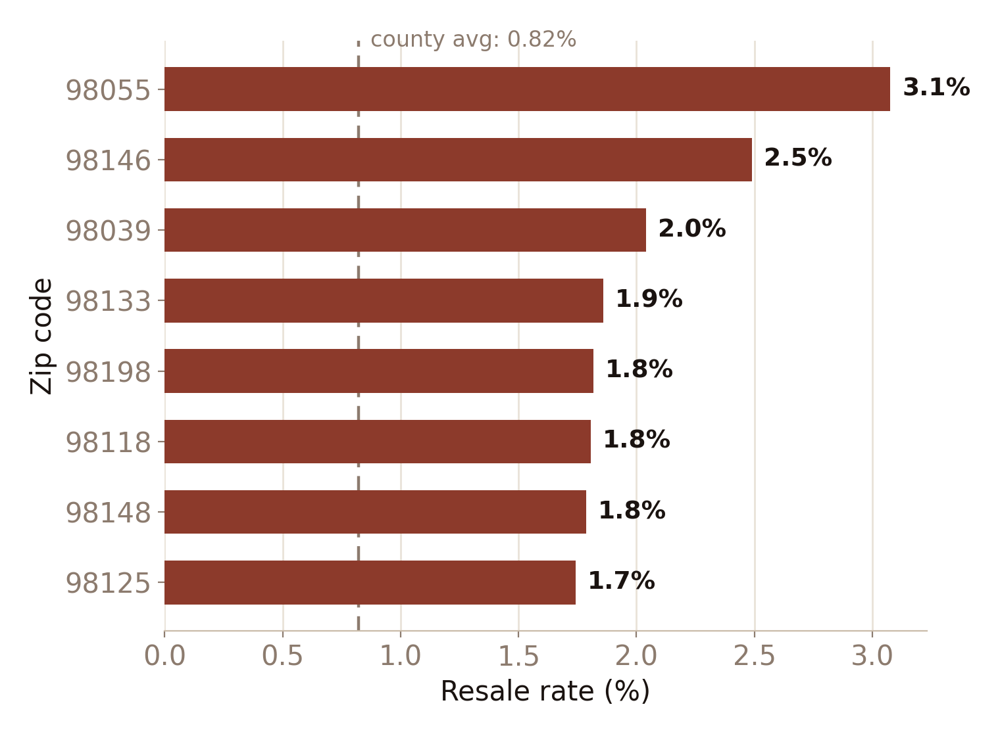 county avg: 0.82%
98055 3.1%
98146 2.5%
98039 2.0%
98133 1.9%
98198 1.8%
98118 1.8%
98148 1.8%
98125 1.7%
Zip code
0.0 0.5 1.0 1.5 2.0 2.5 3.0
Resale rate (%)